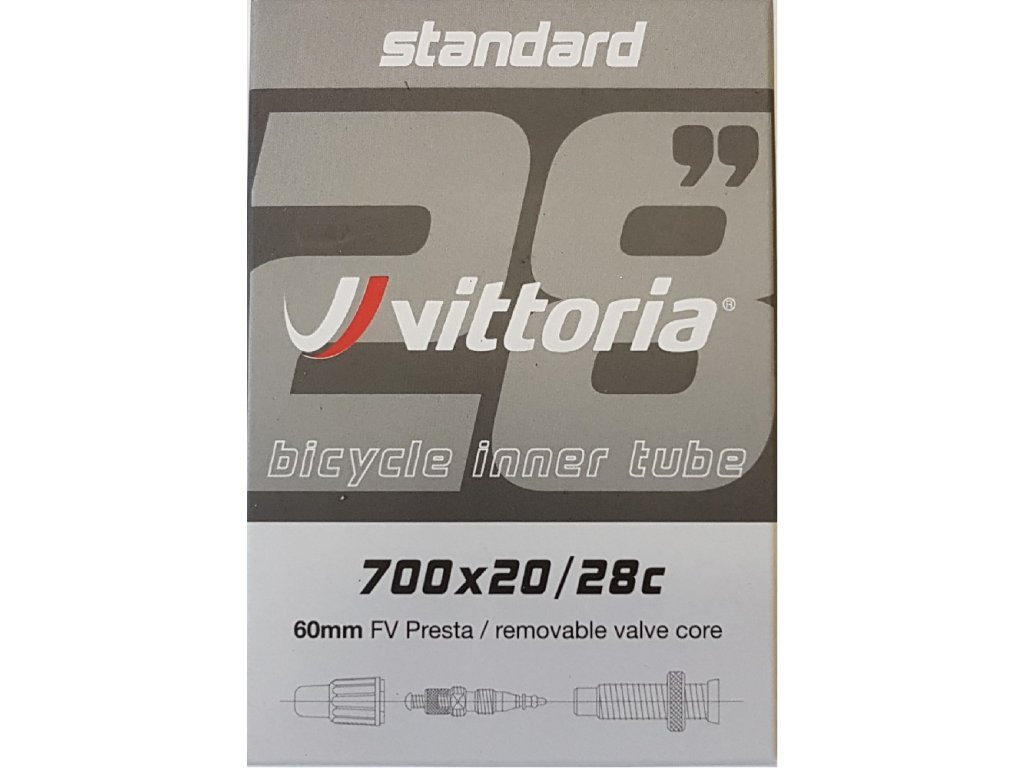 standard
28”
vittoria®
bicycle inner tube
700x20/28c
60mm FV Presta / removable valve core